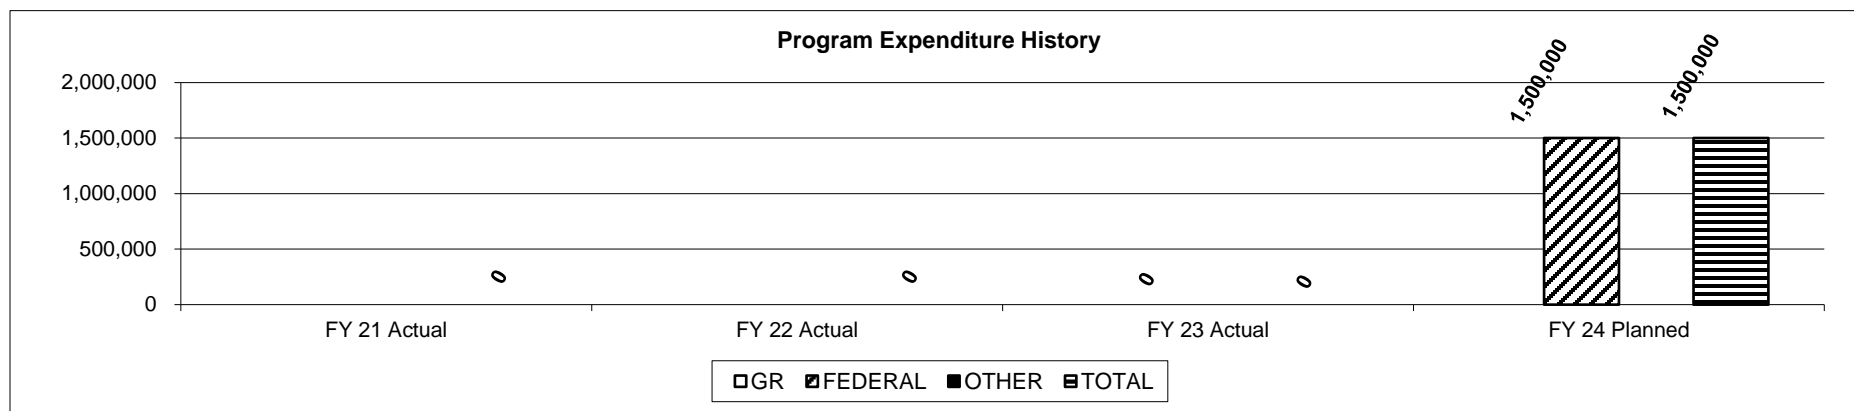 Program Expenditure History
1,500,000 1,500,000
2,000,000
1,500,000
1,000,000
500,000
0
0 0 0 0
FY 21 Actual FY 22 Actual FY 23 Actual FY 24 Planned
GR FEDERAL OTHER TOTAL